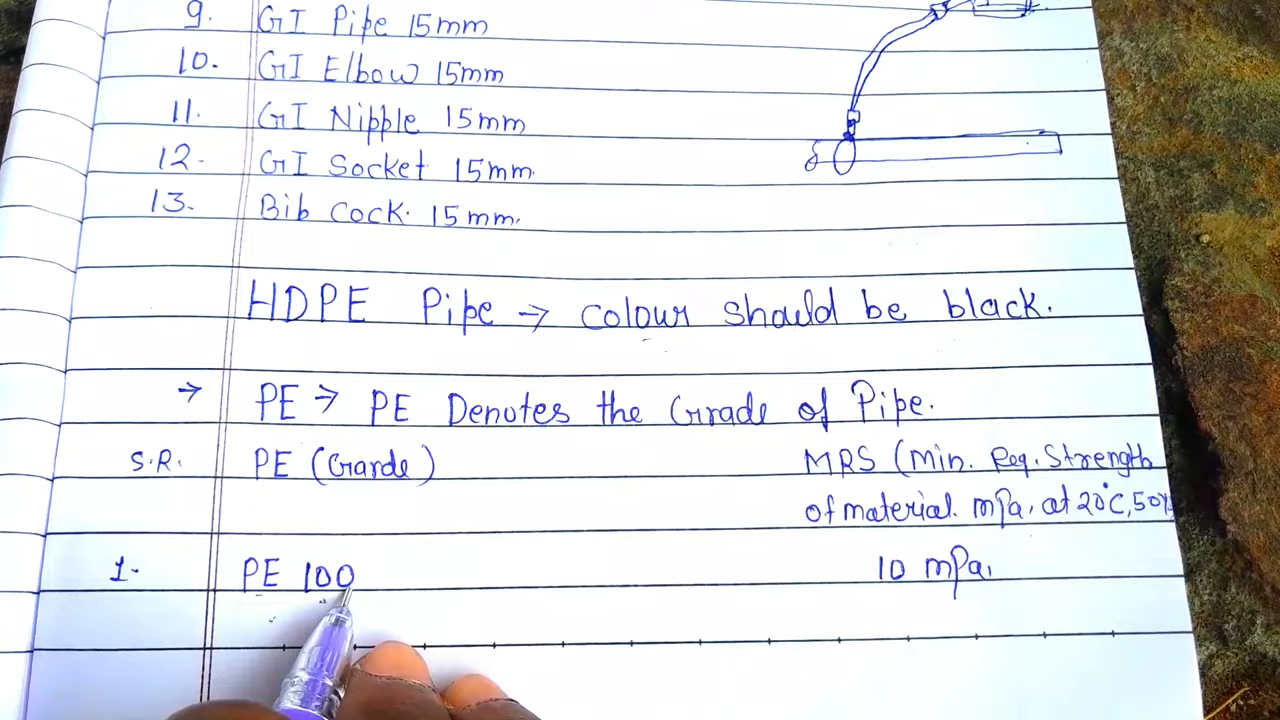 9. GI Pipe 15mm
10. GI Elbow 15mm
11. GI Nipple 15mm
12. GI Socket 15mm.
13. Bib Cock. 15mm.
HDPE Pipe → colour should be black.
→ PE → PE Denotes the Grade of Pipe.
S.R. PE (Garde) MRS (Min. Req. Strength
of material. mPa. at 20°C, 50y
1. PE 100 10 mPa.